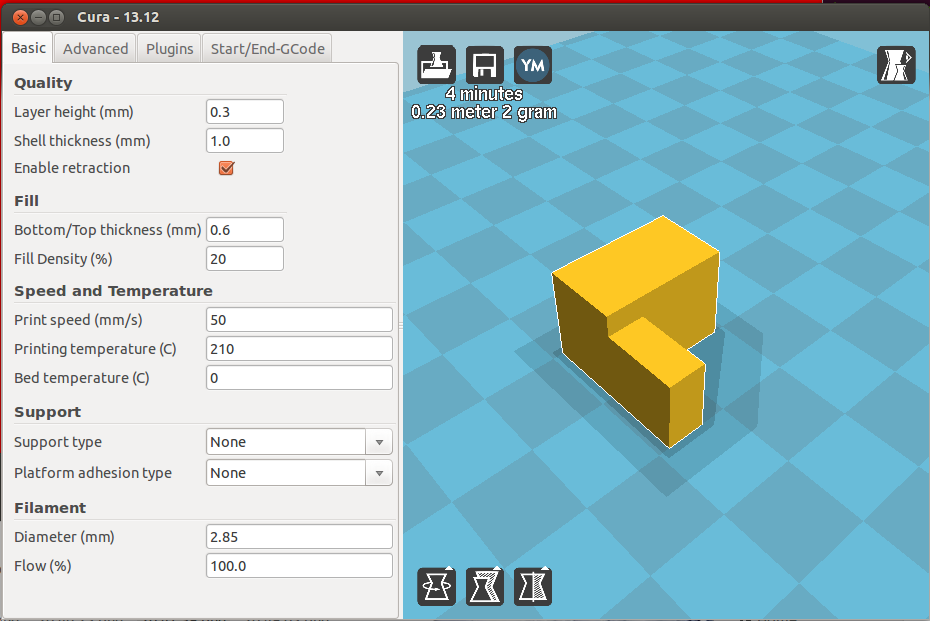 Cura - 13.12
Basic Advanced Plugins Start/End-GCode
Quality
Layer height (mm) 0.3
Shell thickness (mm) 1.0
Enable retraction
Fill
Bottom/Top thickness (mm) 0.6
Fill Density (%) 20
Speed and Temperature
Print speed (mm/s) 50
Printing temperature (C) 210
Bed temperature (C) 0
Support
Support type None
Platform adhesion type None
Filament
Diameter (mm) 2.85
Flow (%) 100.0
YM
4 minutes
0.23 meter 2 gram